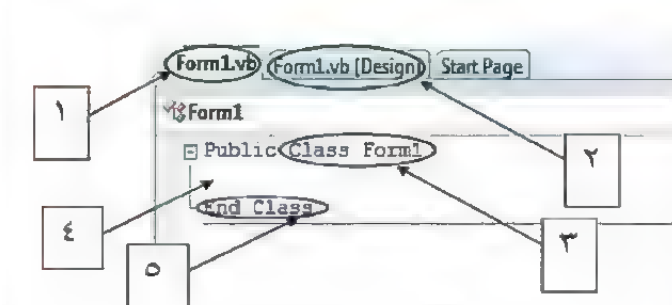 Form1.vb Form1.vb [Design] Start Page
١
Form1
Public Class Form1
٢
٤
End Class
٣
٥